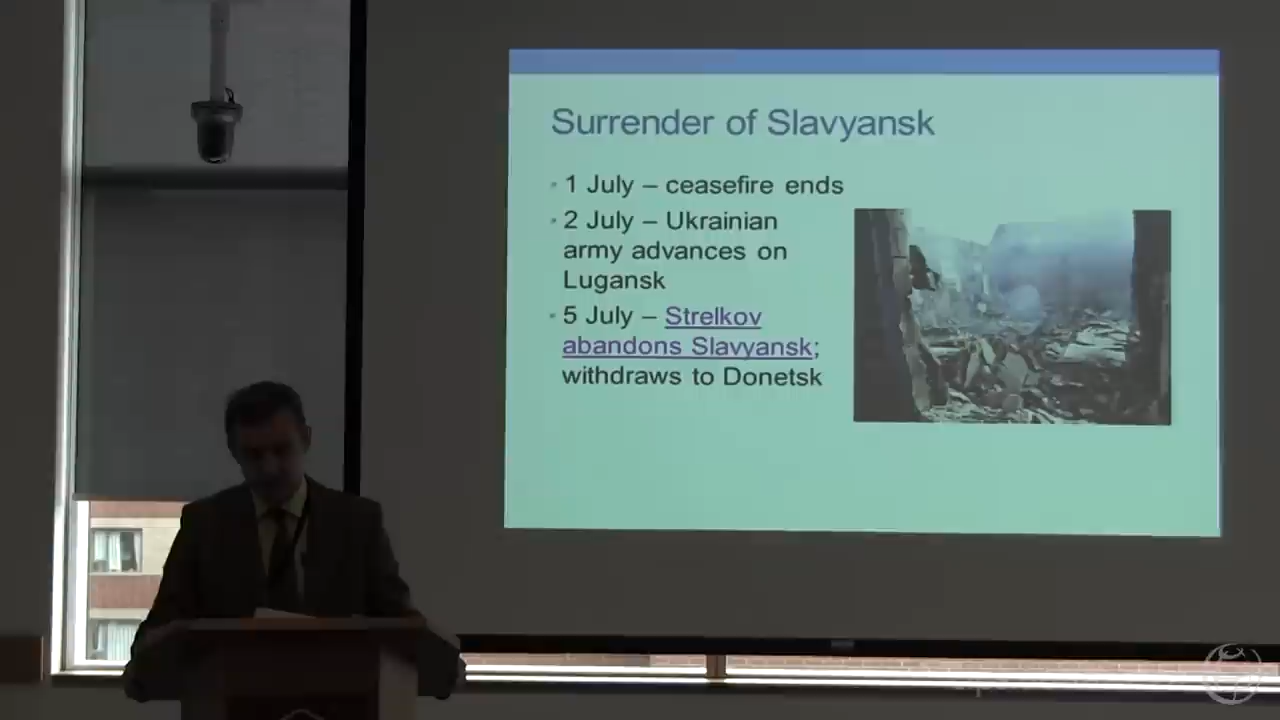 Surrender of Slavyansk
1 July – ceasefire ends
2 July – Ukrainian
army advances on
Lugansk
5 July – Strelkov
abandons Slavyansk;
withdraws to Donetsk